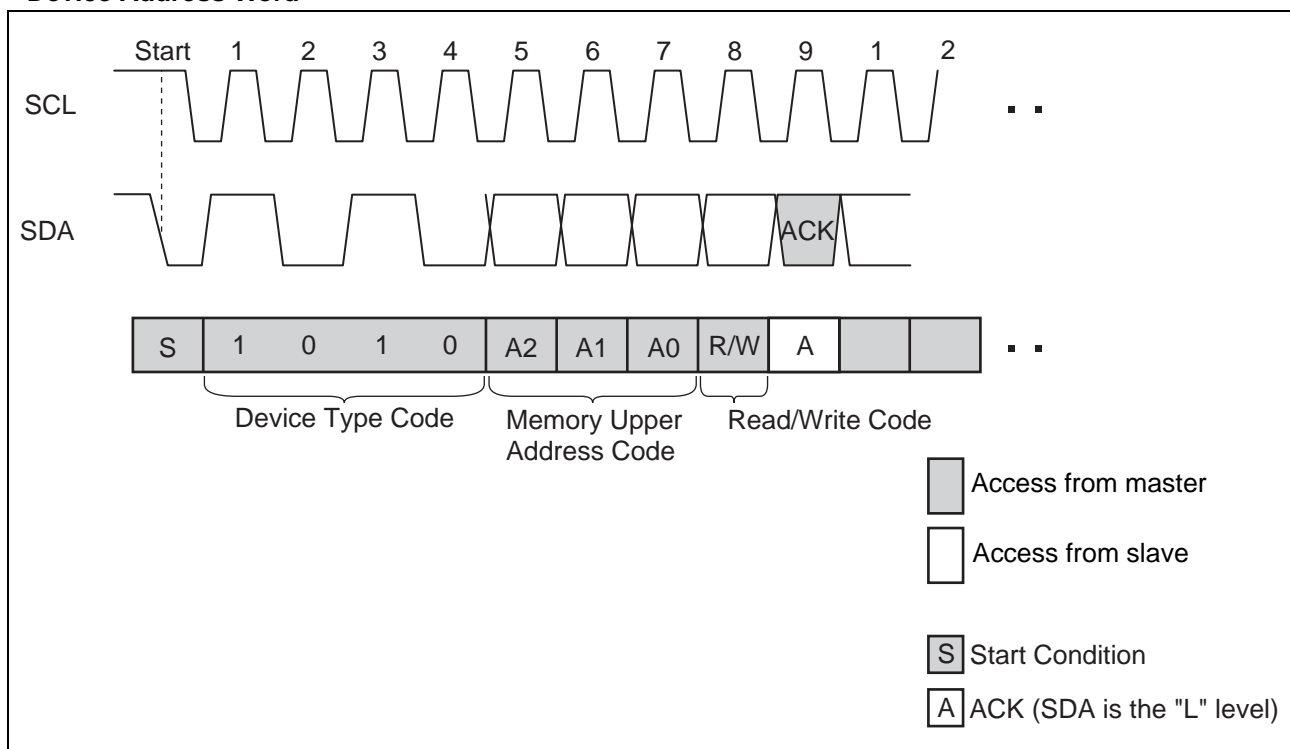 Start 1 2 3 4 5 6 7 8 9 1 2
SCL
SDA
ACK
S 1 0 1 0 A2 A1 A0 R/W A
Device Type Code
Memory Upper
Address Code
Read/Write Code
Access from master
Access from slave
S Start Condition
A ACK (SDA is the "L" level)